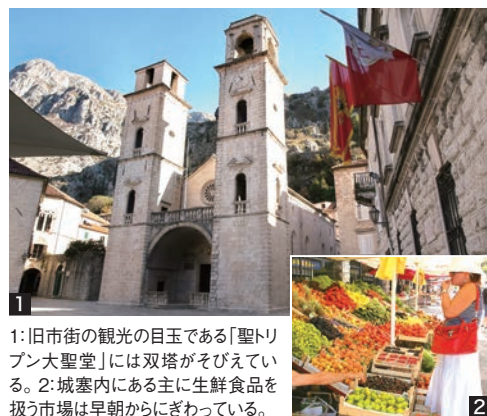 1
2
1:旧市街の観光の目玉である「聖トリ
プン大聖堂」には双塔がそびえてい
る。2:城塞内にある主に生鮮食品を
扱う市場は早朝からにぎわっている。